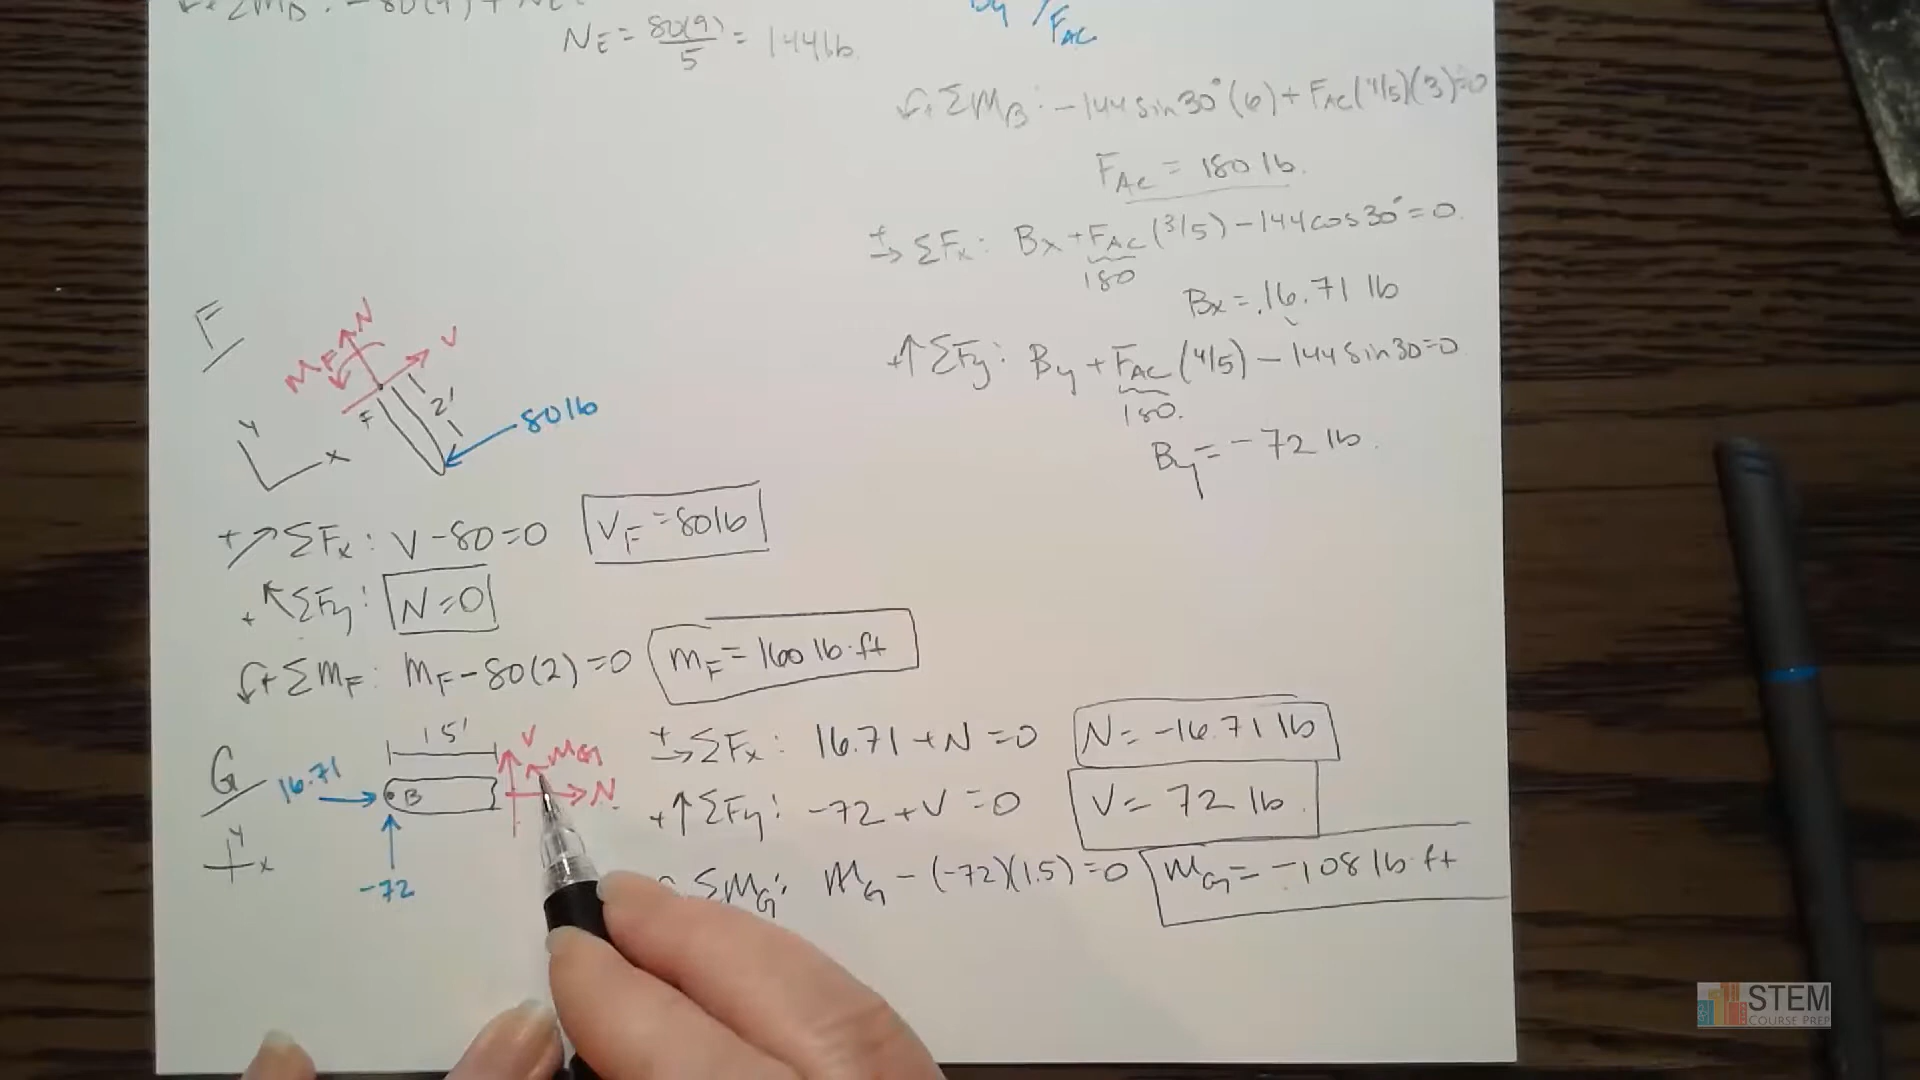 N_E = 80(9)/5 = 144 lb.
By F_AC
↶+ ΣM_B: -144 sin 30°(6) + F_AC(4/5)(3)=0
F_AC = 180 lb.
+→ ΣF_x: B_x + F_AC(3/5) - 144 cos 30° = 0.
180
B_x = 16.71 lb
+↑ ΣF_y: B_y + F_AC(4/5) - 144 sin 30=0
180.
B_y = -72 lb.
F
M_F N V
F 2'
80 lb
y x
+↗ ΣF_x: V-80=0 V_F = 80 lb
+↖ ΣF_y: N=0
↶+ ΣM_F: M_F-80(2)=0 M_F = 160 lb·ft
G
1.5'
V M_G N
16.71 B
-72
y x
+→ ΣF_x: 16.71 + N = 0 N = -16.71 lb
+↑ ΣF_y: -72 + V = 0 V = 72 lb.
ΣM_G: M_G - (-72)(1.5) = 0 M_G = -108 lb·ft
STEM
COURSE PREP